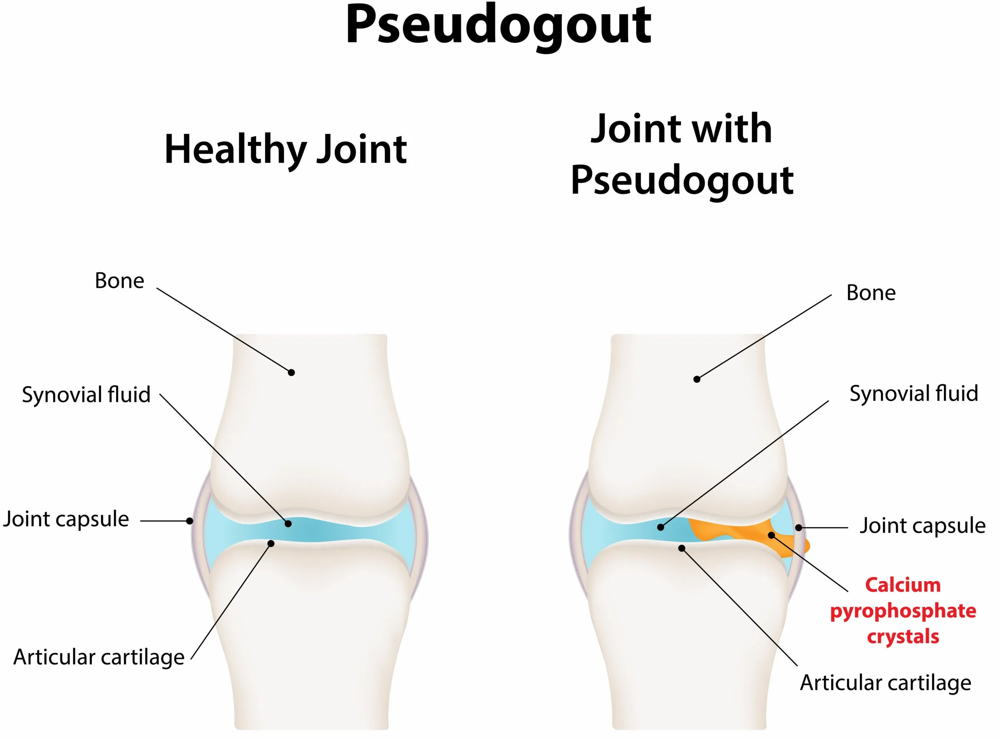 Pseudogout
Healthy Joint
Bone
Synovial fluid
Joint capsule
Articular cartilage
Joint with
Pseudogout
Bone
Synovial fluid
Joint capsule
Calcium
pyrophosphate
crystals
Articular cartilage